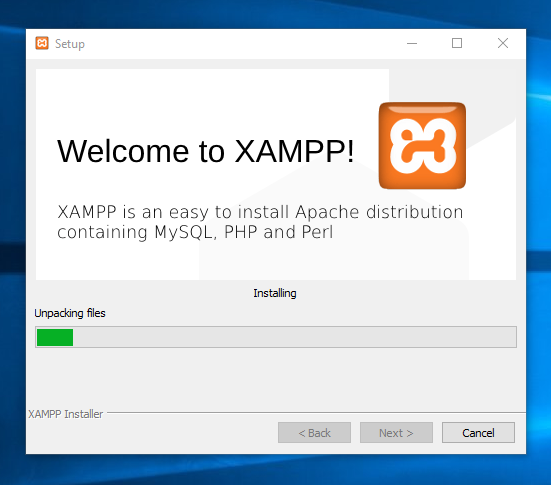 Setup
Welcome to XAMPP!
XAMPP is an easy to install Apache distribution
containing MySQL, PHP and Perl
Installing
Unpacking files
XAMPP Installer
< Back
Next >
Cancel